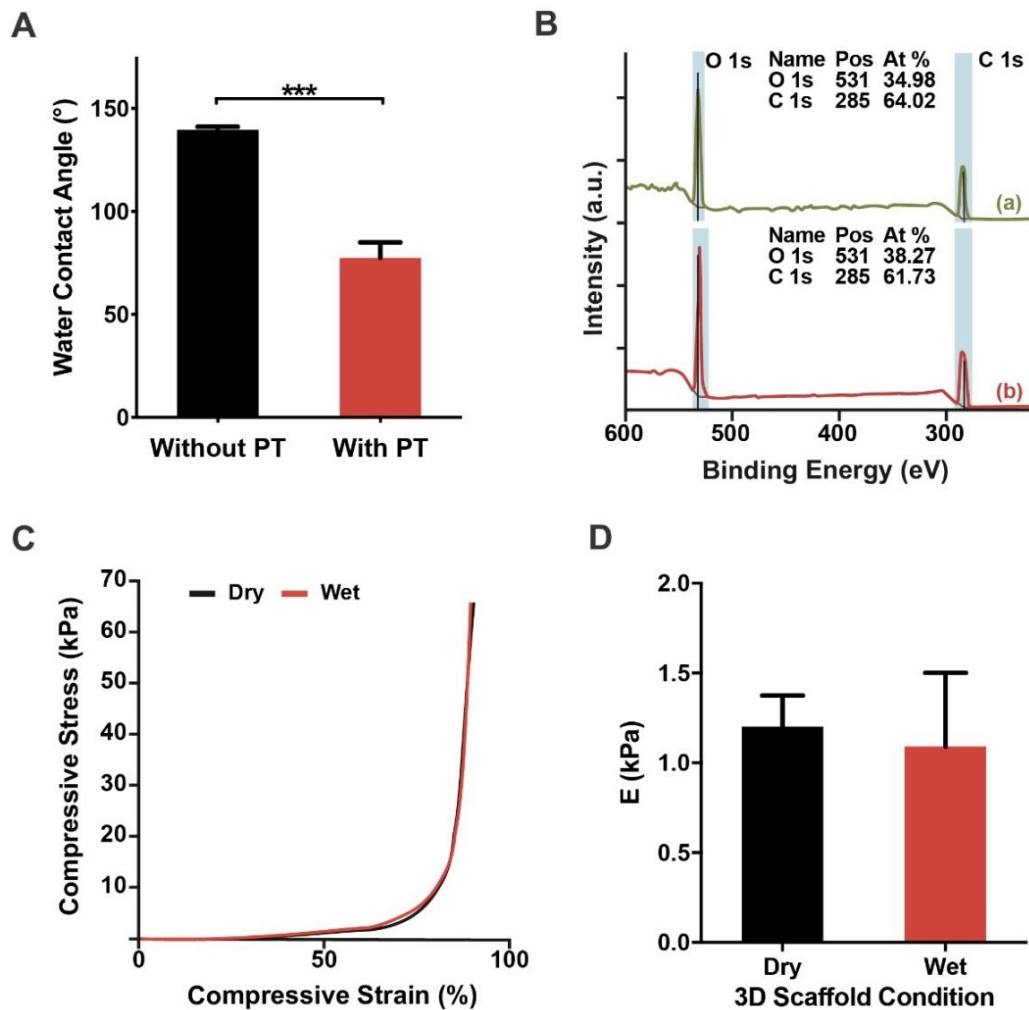 A
Water Contact Angle (°)
150
100
50
0
***
Without PT
With PT
B
Intensity (a.u.)
O 1s
C 1s
Name Pos At %
O 1s 531 34.98
C 1s 285 64.02
(a)
Name Pos At %
O 1s 531 38.27
C 1s 285 61.73
(b)
600 500 400 300
Binding Energy (eV)
C
Compressive Stress (kPa)
70
60
50
40
30
20
10
Dry
Wet
0 50 100
Compressive Strain (%)
D
E (kPa)
2.0
1.5
1.0
0.5
0.0
Dry
Wet
3D Scaffold Condition